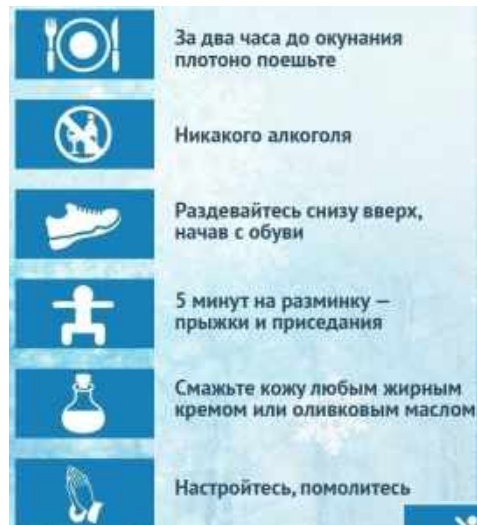 За два часа до окунания
плотоно поешьте
Никакого алкоголя
Раздевайтесь снизу вверх,
начав с обуви
5 минут на разминку —
прыжки и приседания
Смажьте кожу любым жирным
кремом или оливковым маслом
Настройтесь, помолитесь